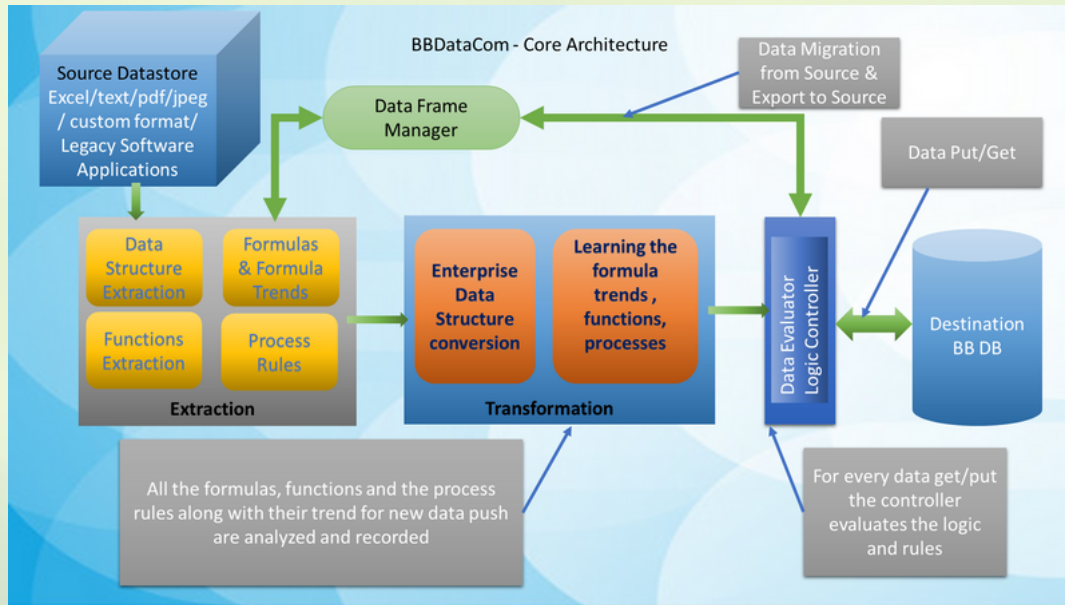 BBDataCom - Core Architecture
Source Datastore
Excel/text/pdf/jpeg
/ custom format/
Legacy Software
Applications
Data Frame
Manager
Data Migration
from Source &
Export to Source
Data Put/Get
Data
Structure
Extraction
Formulas
& Formula
Trends
Functions
Extraction
Process
Rules
Extraction
Enterprise
Data
Structure
conversion
Learning the
formula
trends ,
functions,
processes
Transformation
Data Evaluator
Logic Controller
Destination
BB DB
All the formulas, functions and the process
rules along with their trend for new data push
are analyzed and recorded
For every data get/put
the controller
evaluates the logic
and rules